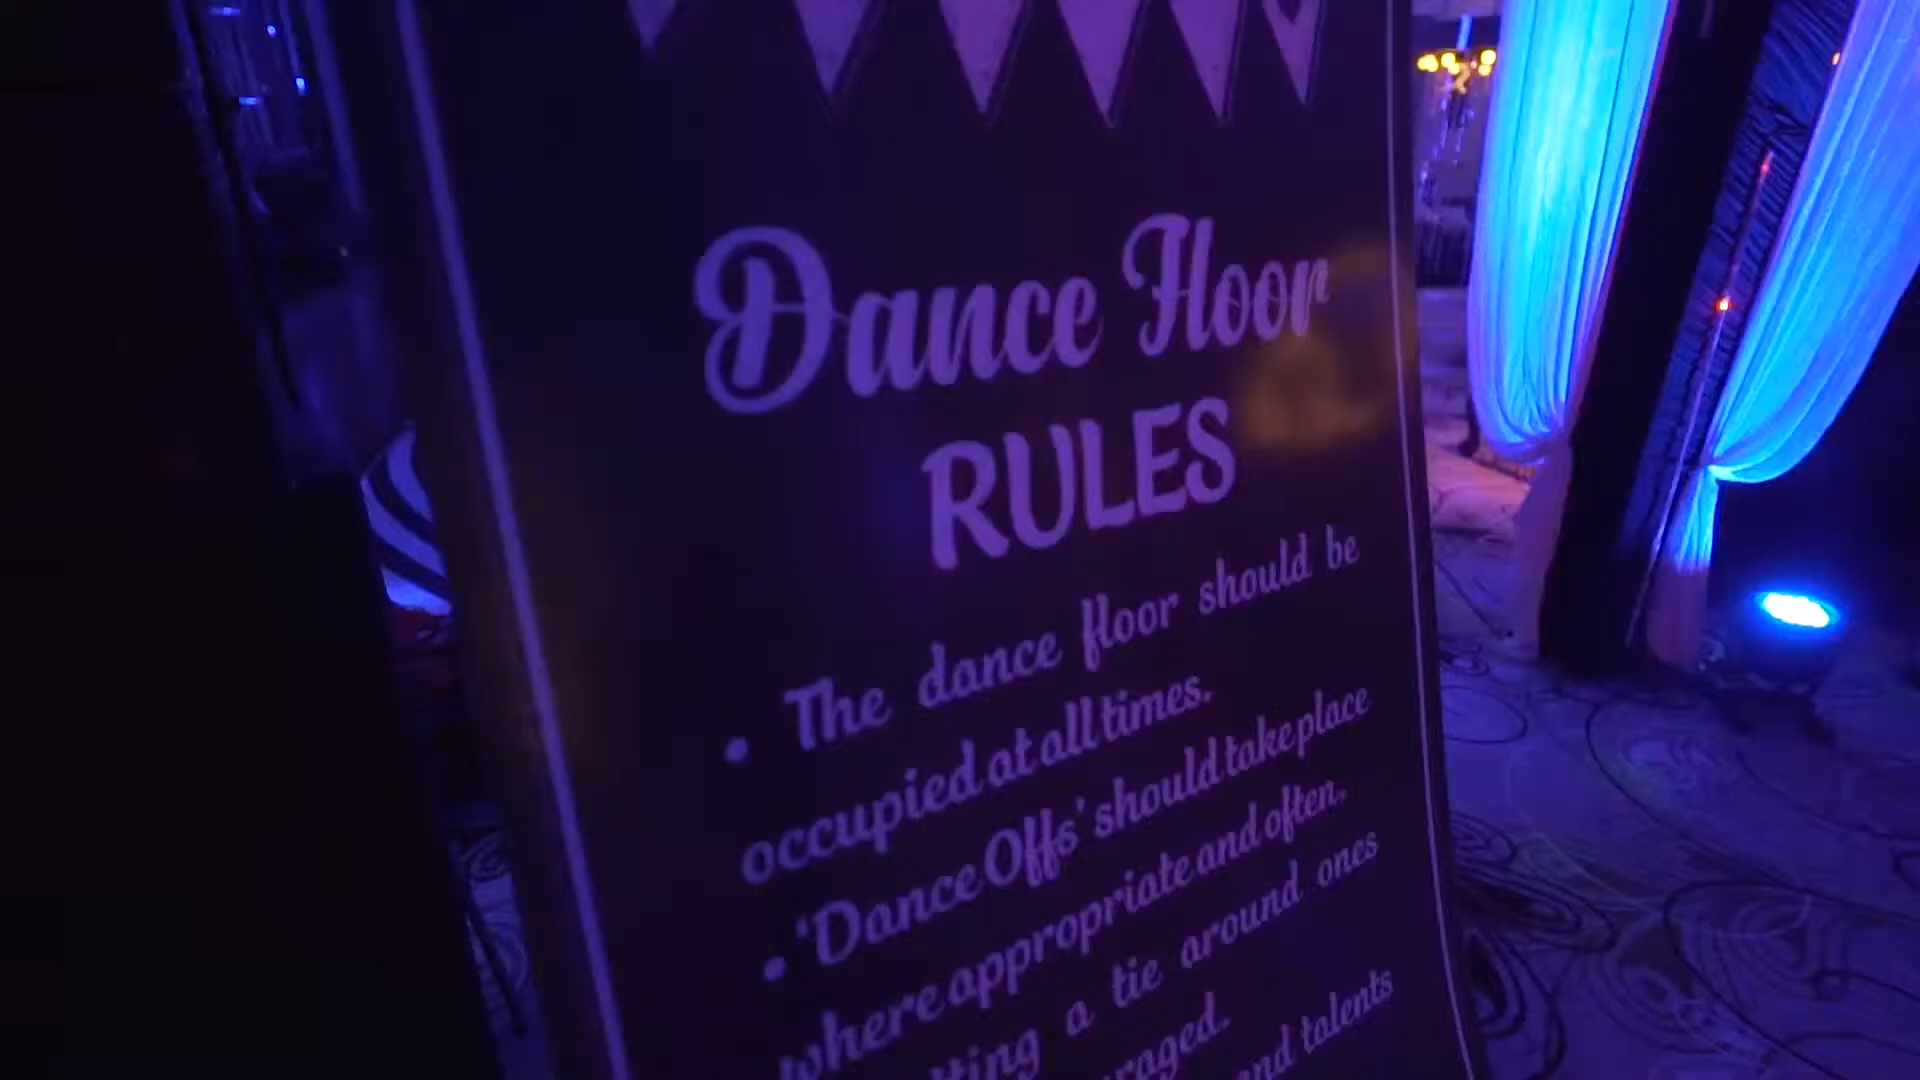 Dance Floor
RULES
• The dance floor should be
occupied at all times.
• 'Dance Offs' should take place
where appropriate and often.
a tie around ones
and talents